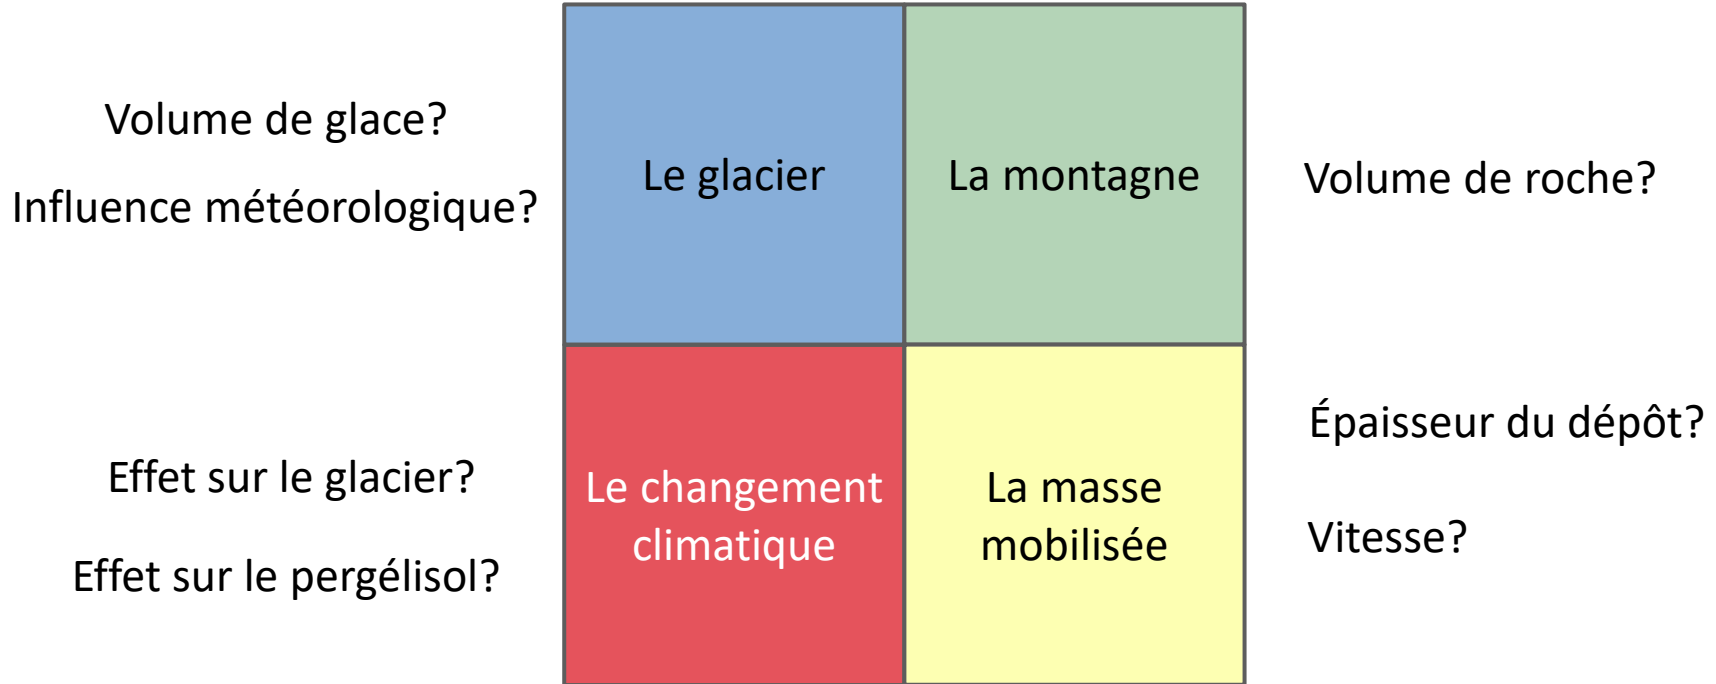 Volume de glace?
Influence météorologique?
Le glacier
La montagne
Volume de roche?
Effet sur le glacier?
Effet sur le pergélisol?
Le changement
climatique
La masse
mobilisée
Épaisseur du dépôt?
Vitesse?